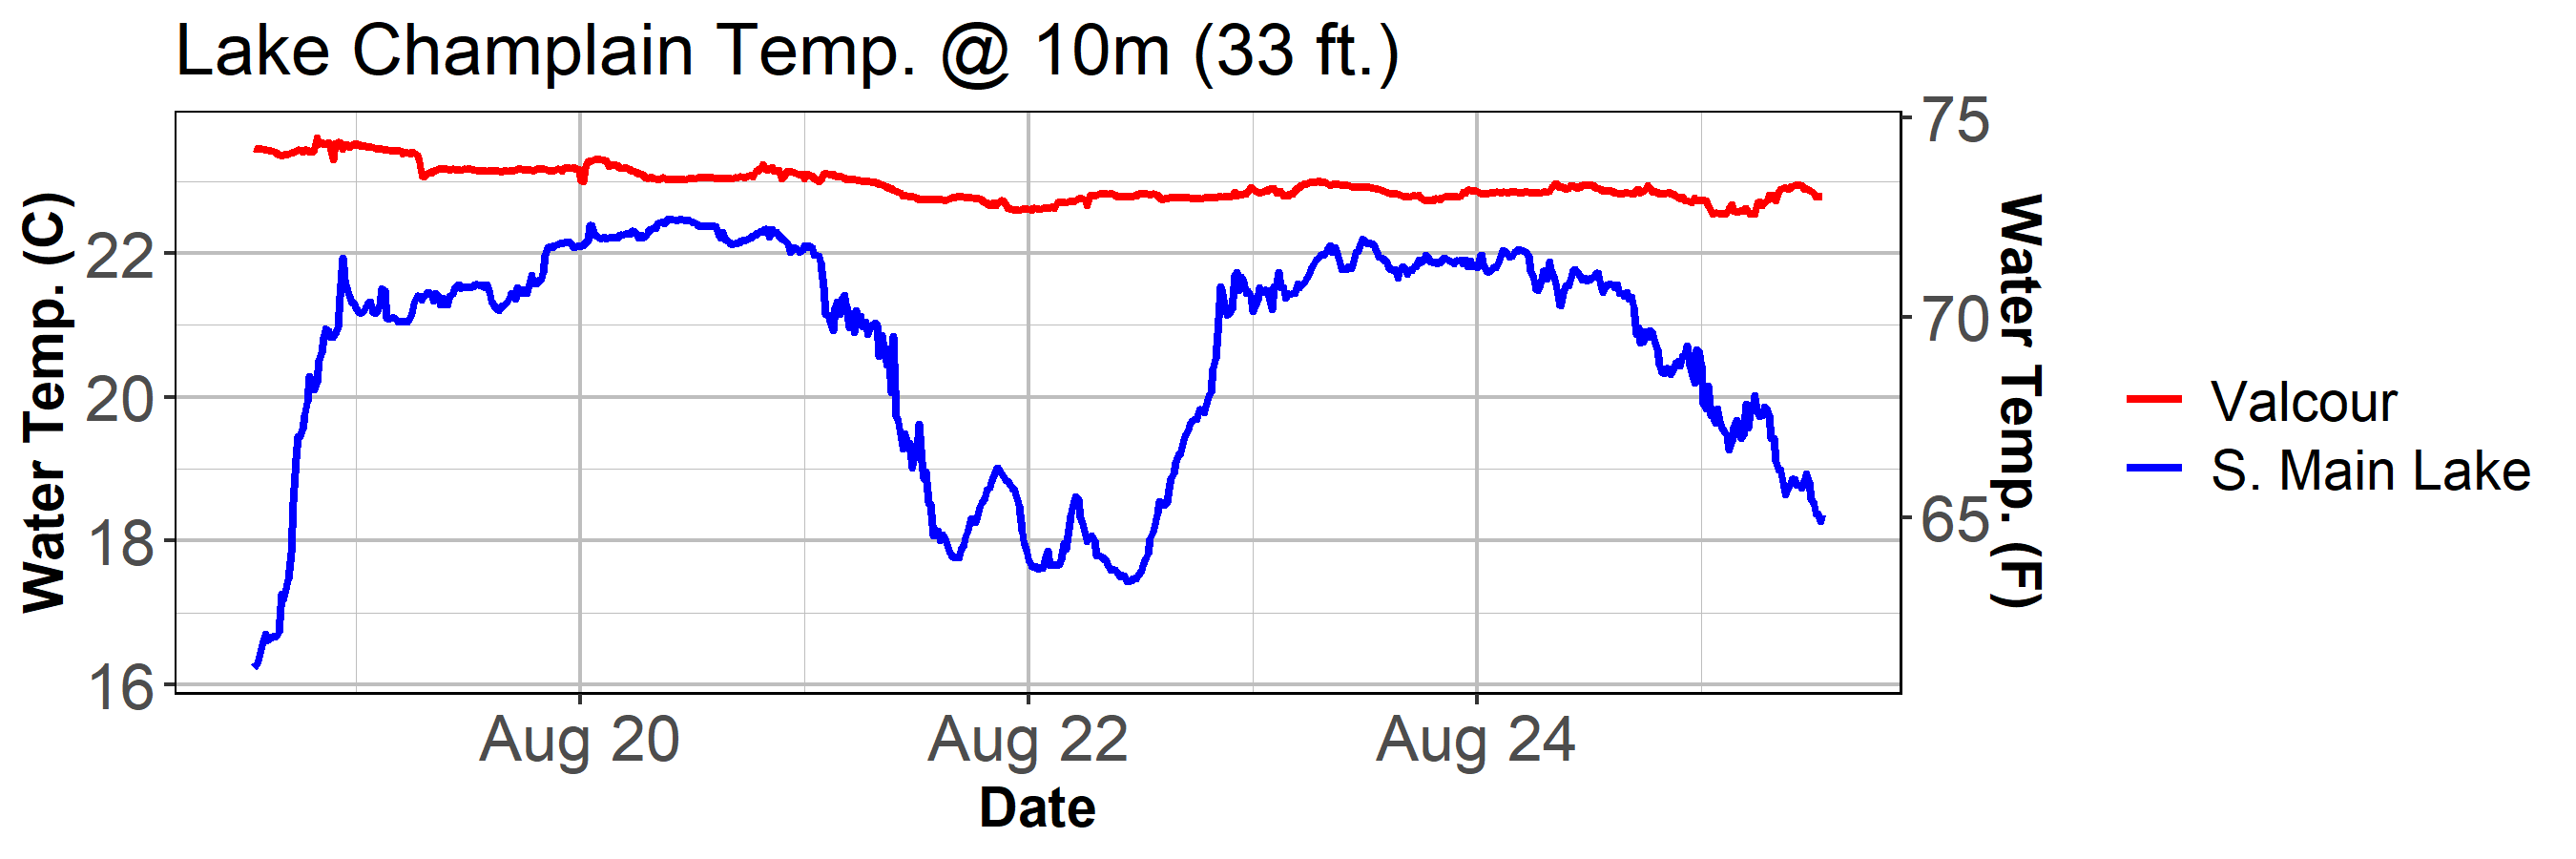 Lake Champlain Temp. @ 10m (33 ft.)
Water Temp. (C)
22
20
18
16
75
70
65
Water Temp. (F)
Aug 20
Aug 22
Aug 24
Date
Valcour
S. Main Lake